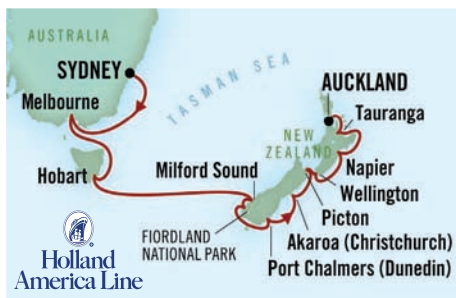 AUSTRALIA
SYDNEY
Melbourne
TASMAN SEA
AUCKLAND
Tauranga
NEW
ZEALAND
Hobart
Milford Sound
Napier
Wellington
Picton
FIORDLAND
NATIONAL PARK
Akaroa (Christchurch)
Port Chalmers (Dunedin)
Holland
America Line